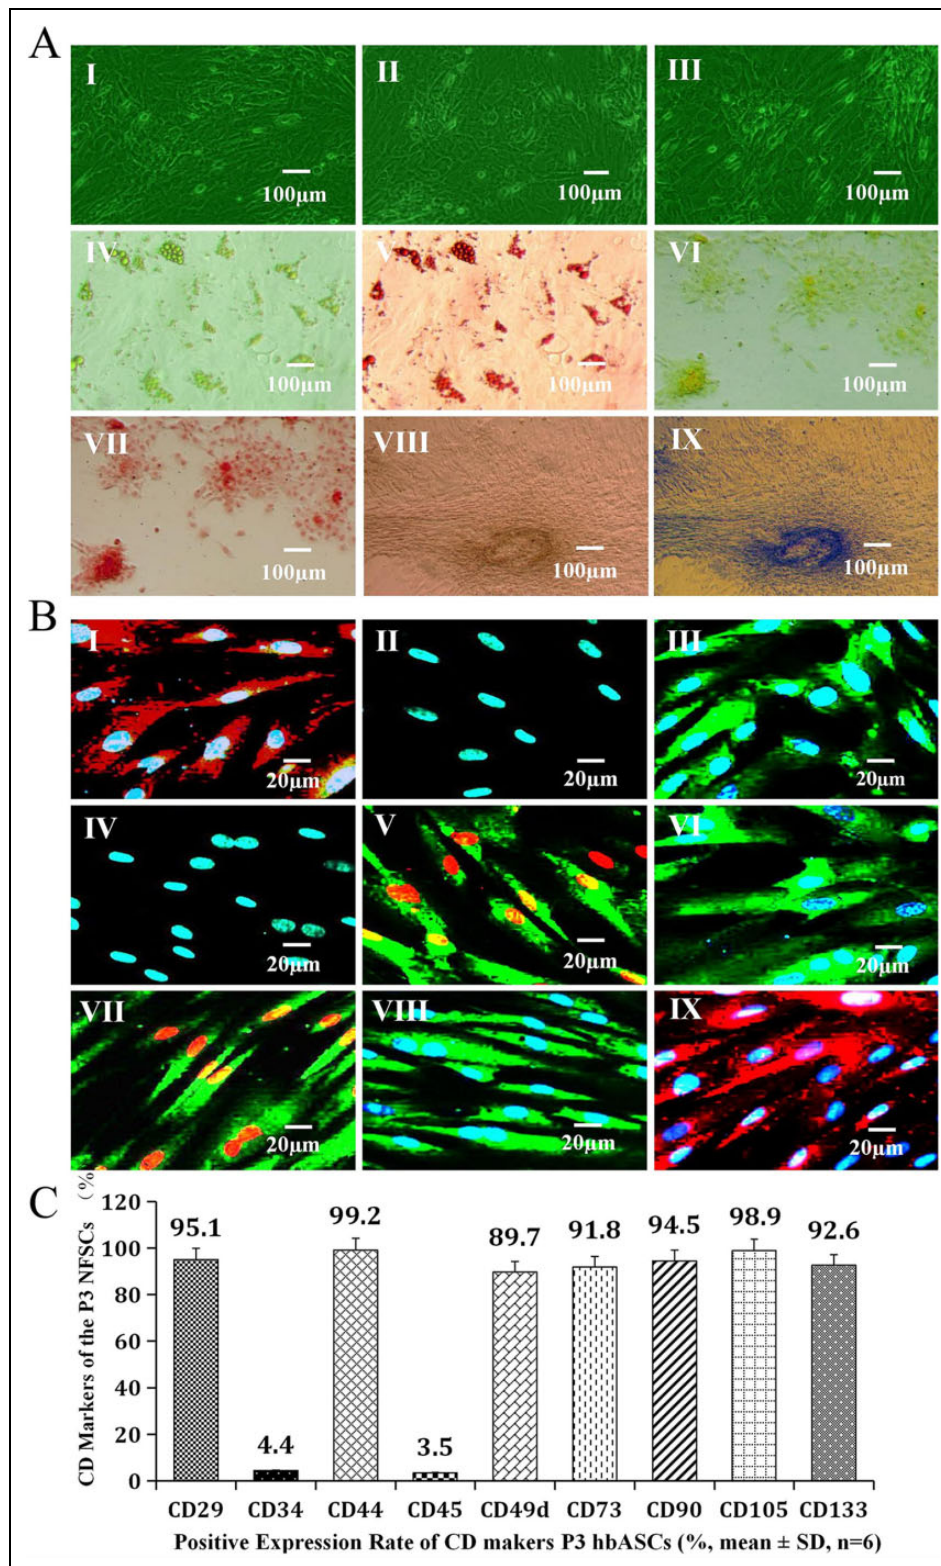 A
I
II
III
100μm
100μm
100μm
IV
V
VI
100μm
100μm
100μm
VII
VIII
IX
100μm
100μm
100μm
B
I
II
III
20μm
20μm
20μm
IV
V
VI
20μm
20μm
20μm
VII
VIII
IX
20μm
20μm
20μm
C
CD Markers of the P3 NFSCs (%
120
100
80
60
40
20
0
95.1
4.4
99.2
3.5
89.7
91.8
94.5
98.9
92.6
CD29 CD34 CD44 CD45 CD49d CD73 CD90 CD105 CD133
Positive Expression Rate of CD makers P3 hbASCs (%, mean ± SD, n=6)